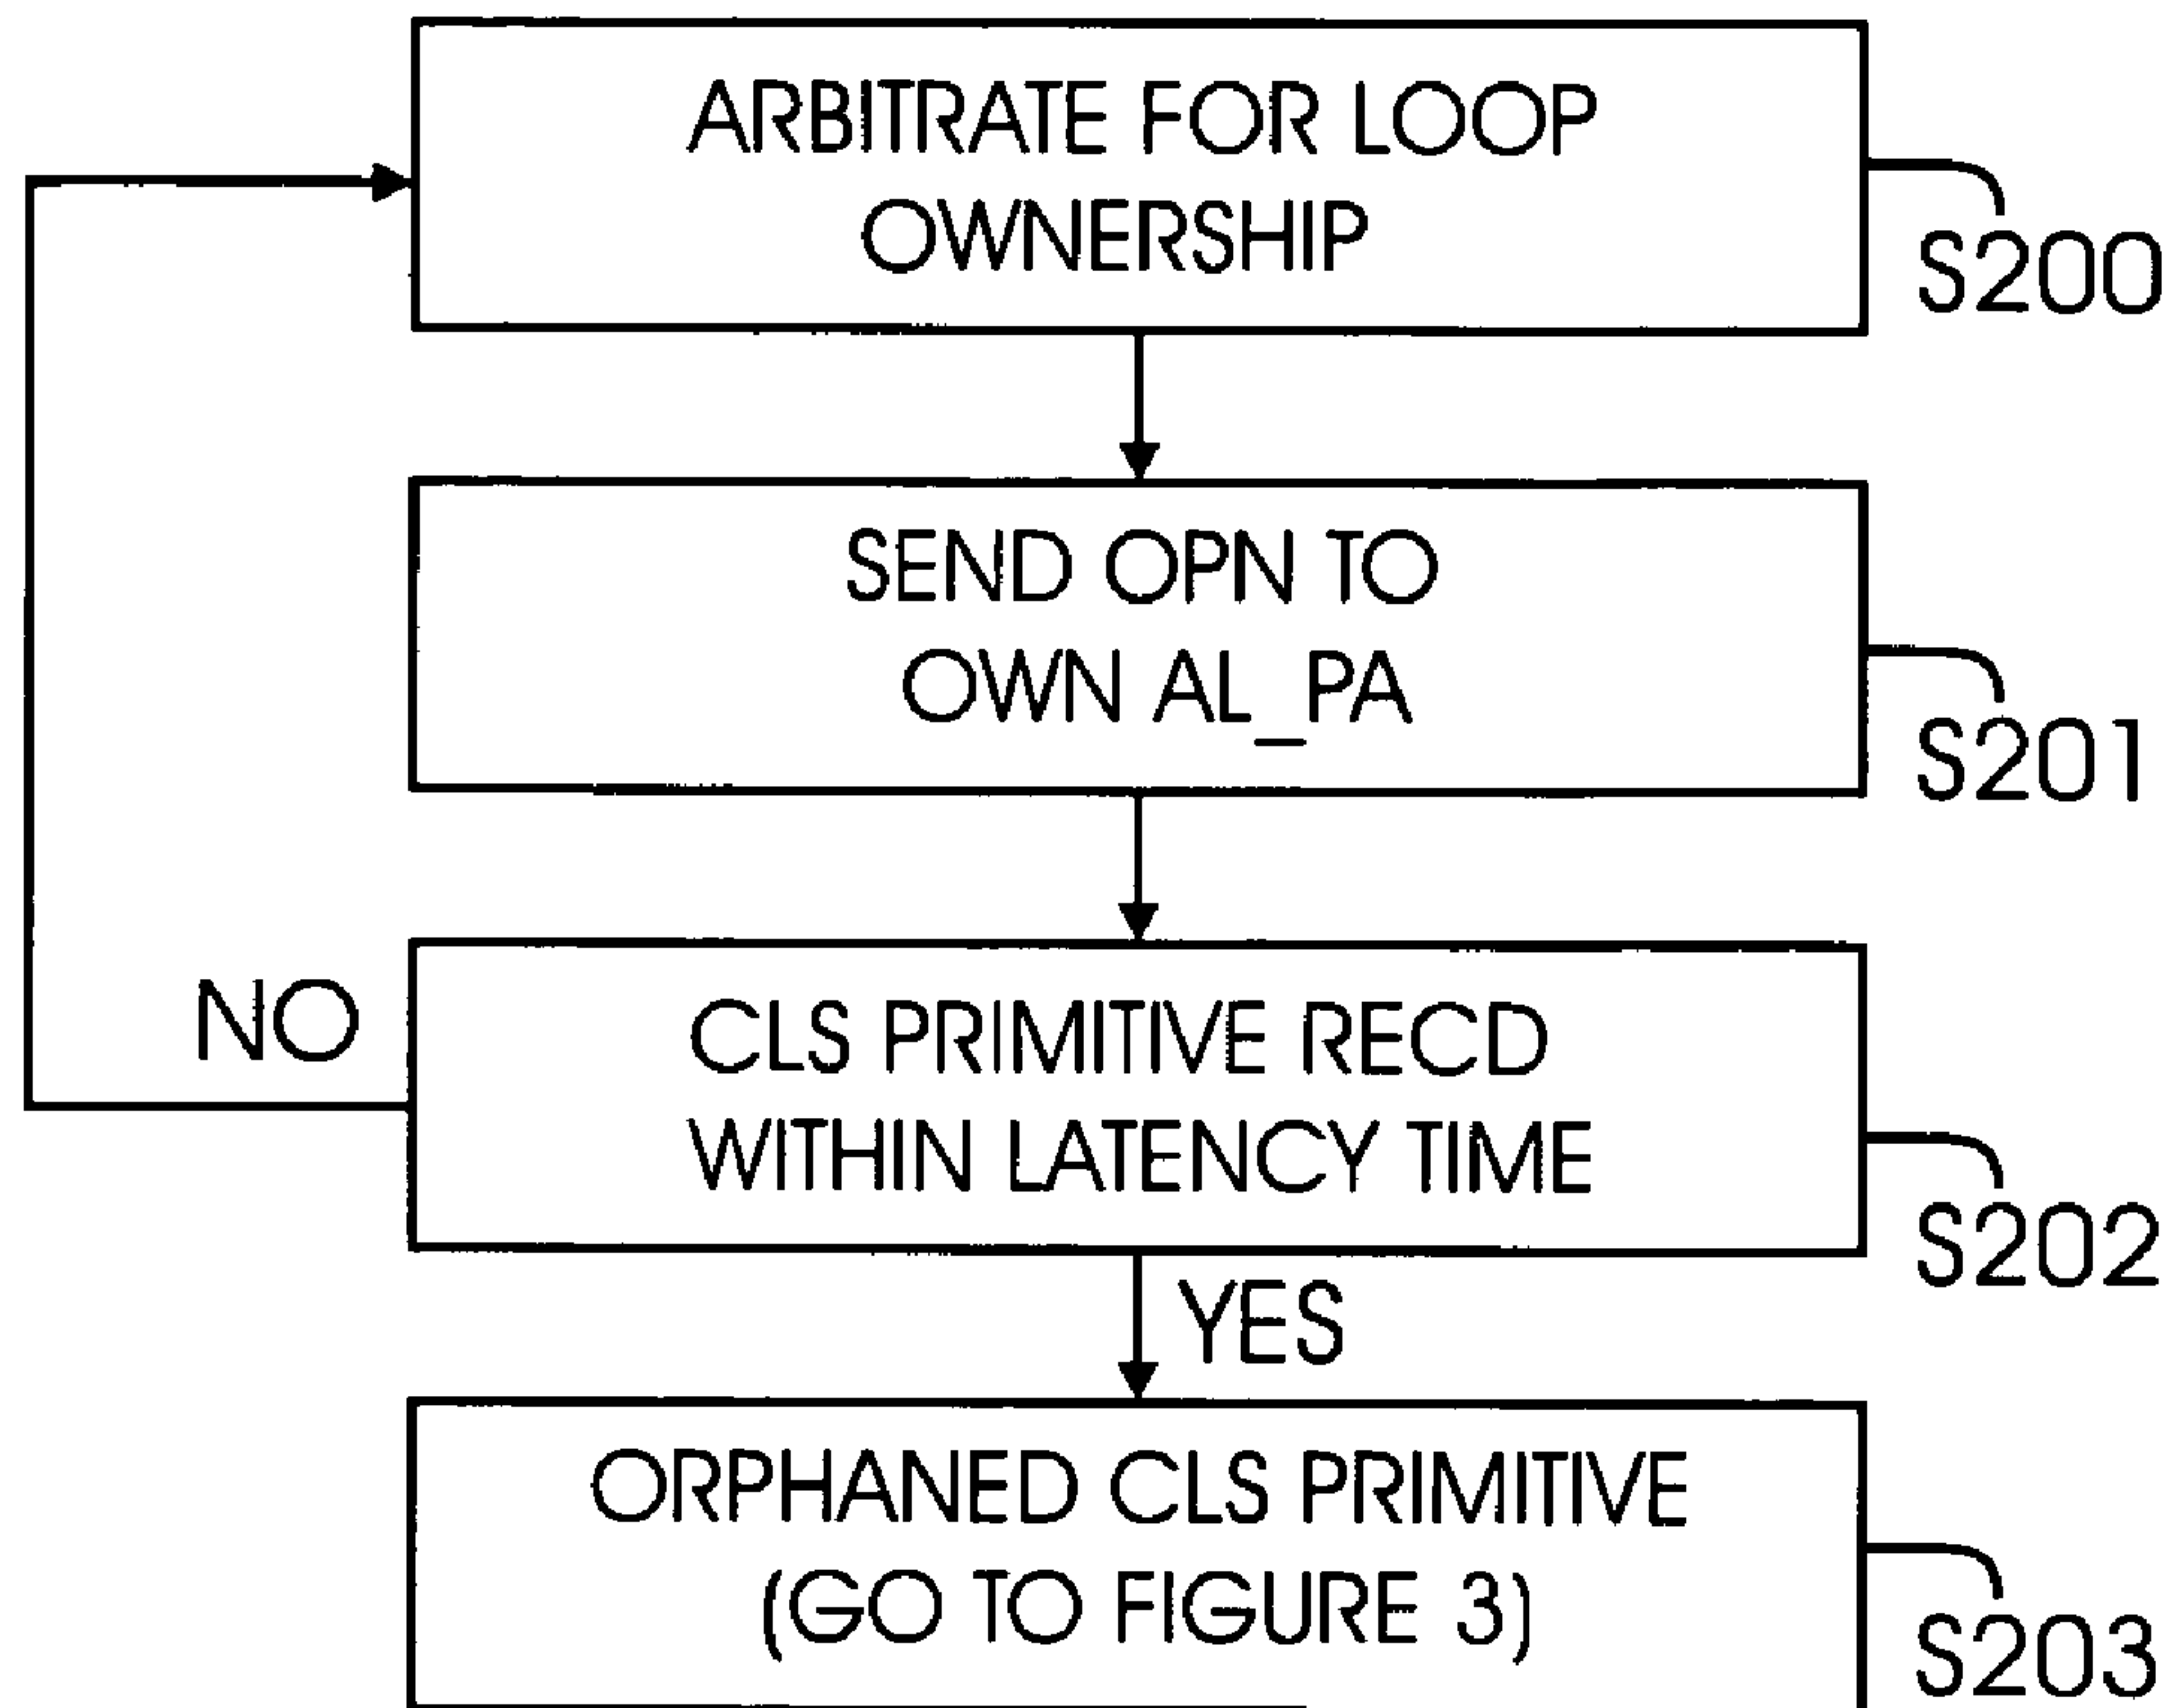 ARBITRATE FOR LOOP
OWNERSHIP
S200
SEND OPN TO
OWN AL_PA
S201
NO
CLS PRIMITIVE RECD
WITHIN LATENCY TIME
S202
YES
ORPHANED CLS PRIMITIVE
(GO TO FIGURE 3)
S203